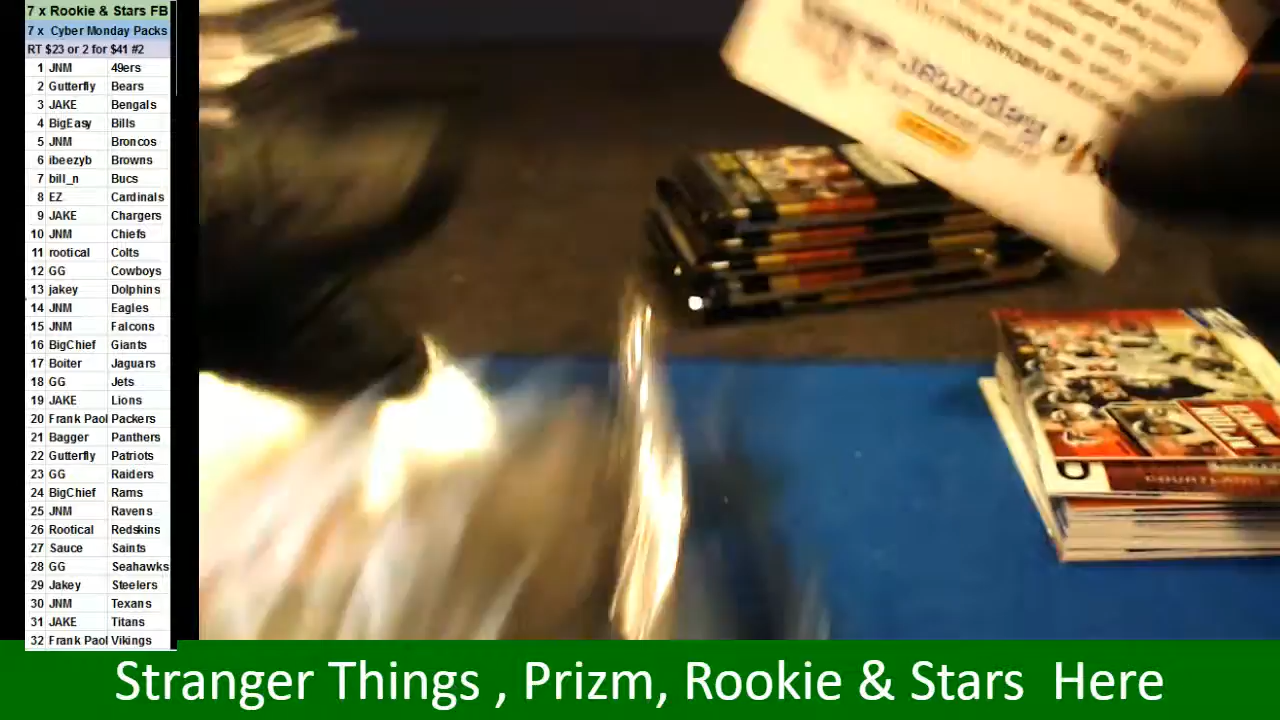 7 x Rookie & Stars FB
7 x Cyber Monday Packs
RT $23 or 2 for $41 #2
1 JNM 49ers
2 Gutterfly Bears
3 JAKE Bengals
4 BigEasy Bills
5 JNM Broncos
6 ibeezyb Browns
7 bill_n Bucs
8 EZ Cardinals
9 JAKE Chargers
10 JNM Chiefs
11 rootical Colts
12 GG Cowboys
13 jakey Dolphins
14 JNM Eagles
15 JNM Falcons
16 BigChief Giants
17 Boiter Jaguars
18 GG Jets
19 JAKE Lions
20 Frank Paol Packers
21 Bagger Panthers
22 Gutterfly Patriots
23 GG Raiders
24 BigChief Rams
25 JNM Ravens
26 Rootical Redskins
27 Sauce Saints
28 GG Seahawks
29 Jakey Steelers
30 JNM Texans
31 JAKE Titans
32 Frank Paol Vikings
Stranger Things , Prizm, Rookie & Stars Here